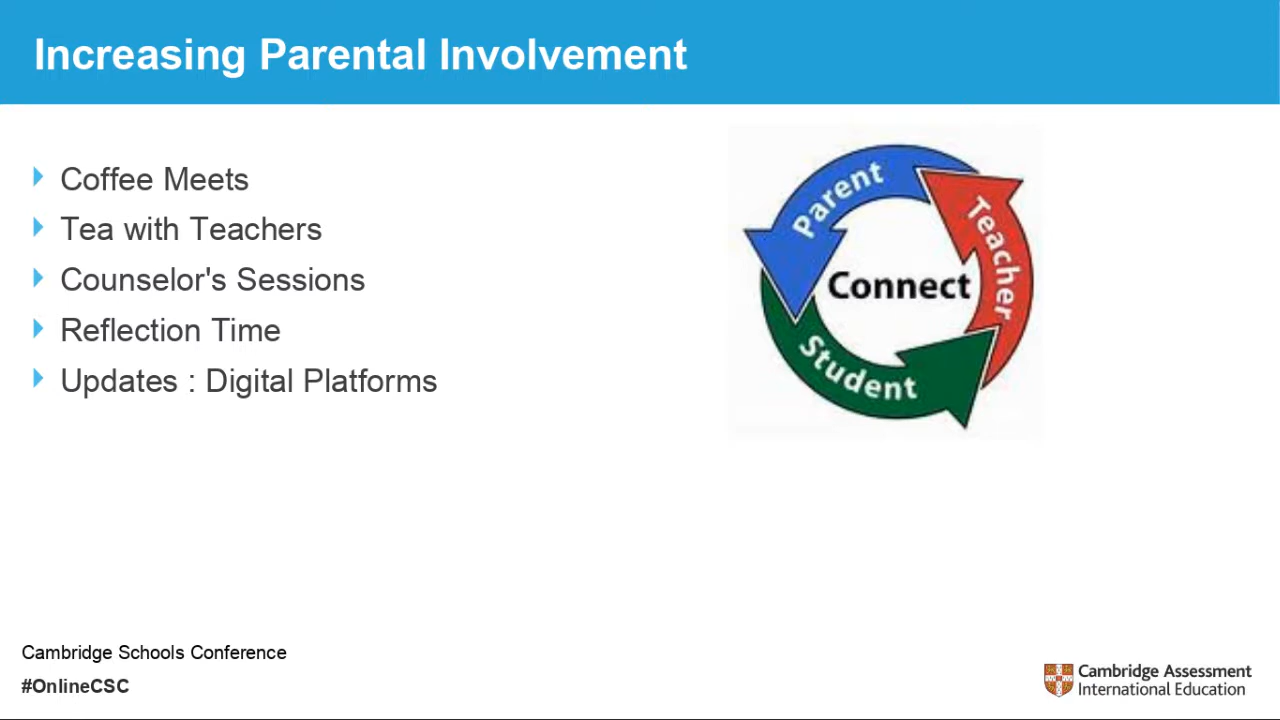 Increasing Parental Involvement
Coffee Meets
Tea with Teachers
Counselor's Sessions
Reflection Time
Updates : Digital Platforms
Parent
Teacher
Connect
Student
Cambridge Schools Conference
#OnlineCSC
Cambridge Assessment
International Education